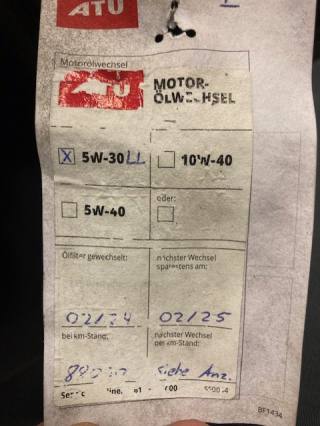 ATU
Motorölwechsel
ATU MOTOR-
ÖLWECHSEL
X 5W-30 LL 10W-40
5W-40 oder:
Ölfilter gewechselt: nächster Wechsel
spätestens am:
02/24 02/25
bei km-Stand: nächster Wechsel
bei km-Stand:
siehe Anz.
BF1434